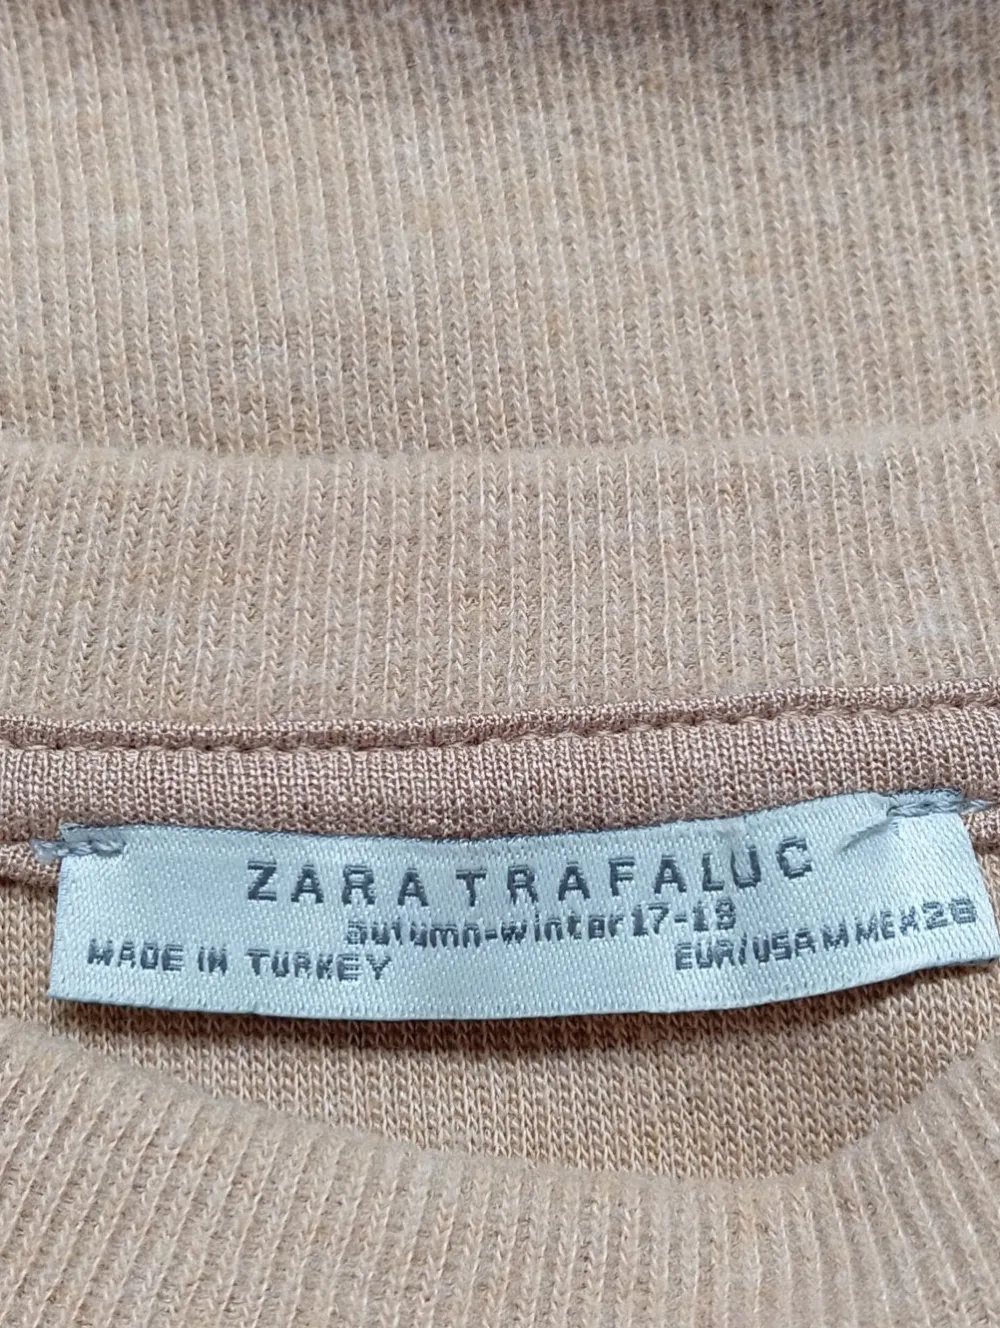 ZARA TRAFALUC
autumn-winter 17-18
MADE IN TURKEY
EUR/USA M MEX 28